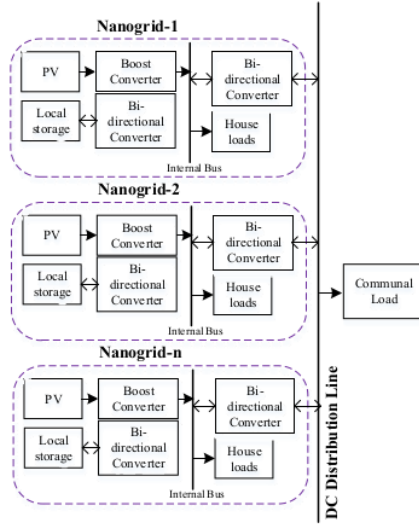 Nanogrid-1
PV
Boost
Converter
Bi-
directional
Converter
Local
storage
Bi-
directional
Converter
House
loads
Internal Bus
Nanogrid-2
PV
Boost
Converter
Bi-
directional
Converter
Local
storage
Bi-
directional
Converter
House
loads
Internal Bus
Communal
Load
Nanogrid-n
PV
Boost
Converter
Bi-
directional
Converter
Local
storage
Bi-
directional
Converter
House
loads
Internal Bus
DC Distribution Line